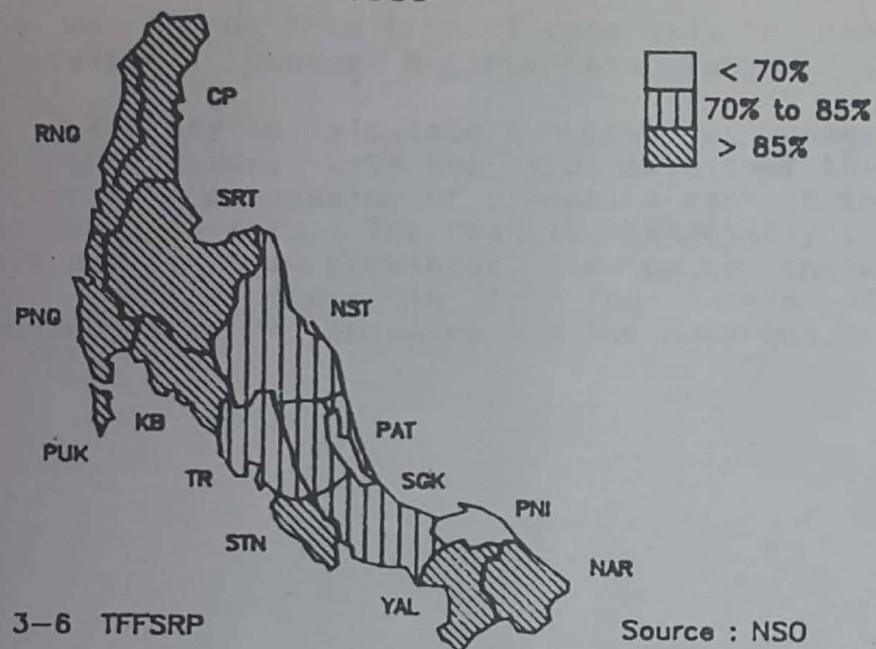 < 70%
CP
70% to 85%
RNG
> 85%
SRT
PNG
NST
KB
PAT
PUK
TR
SGK
PNI
STN
NAR
YAL
3-6 TFFSRP
Source : NSO